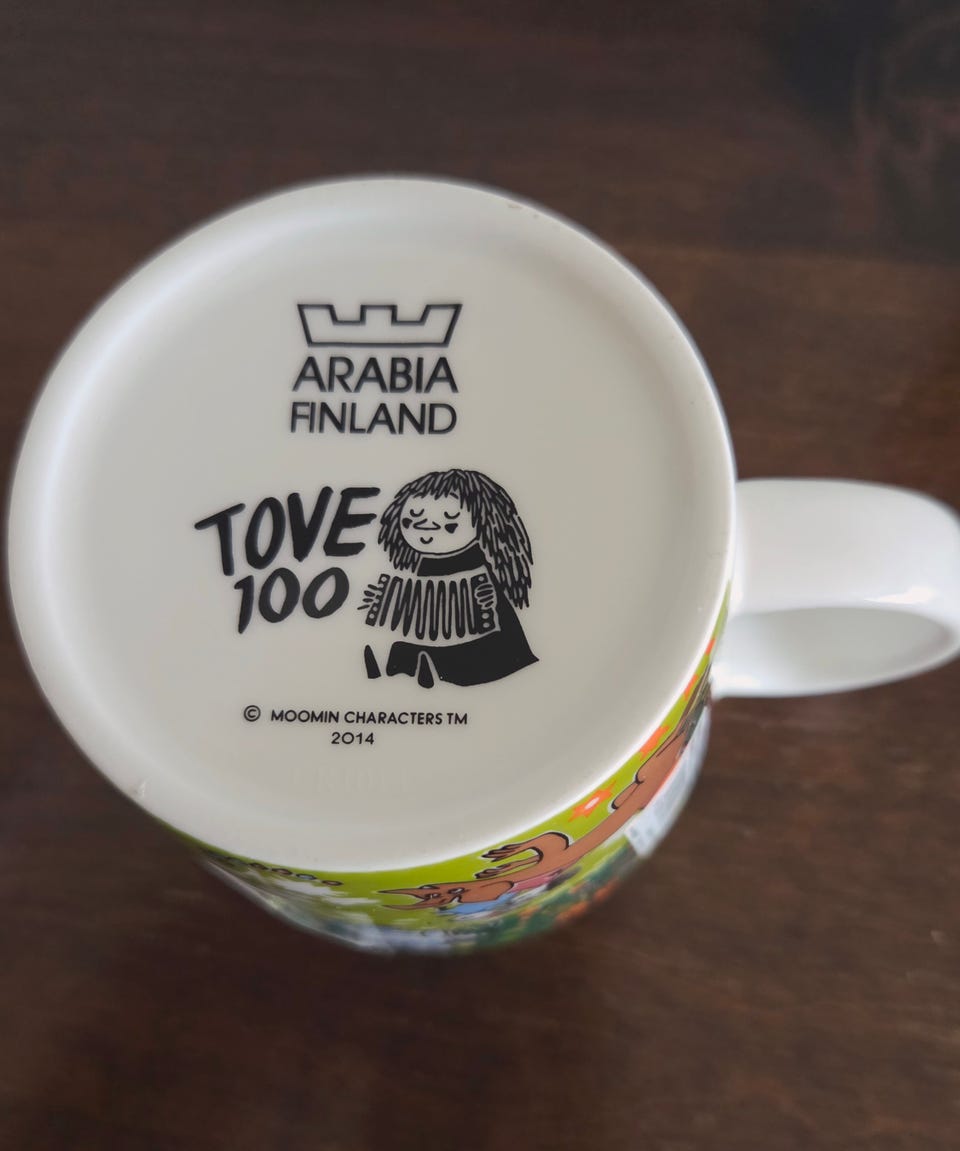 ARABIA
FINLAND
TOVE
100
© MOOMIN CHARACTERS TM
2014